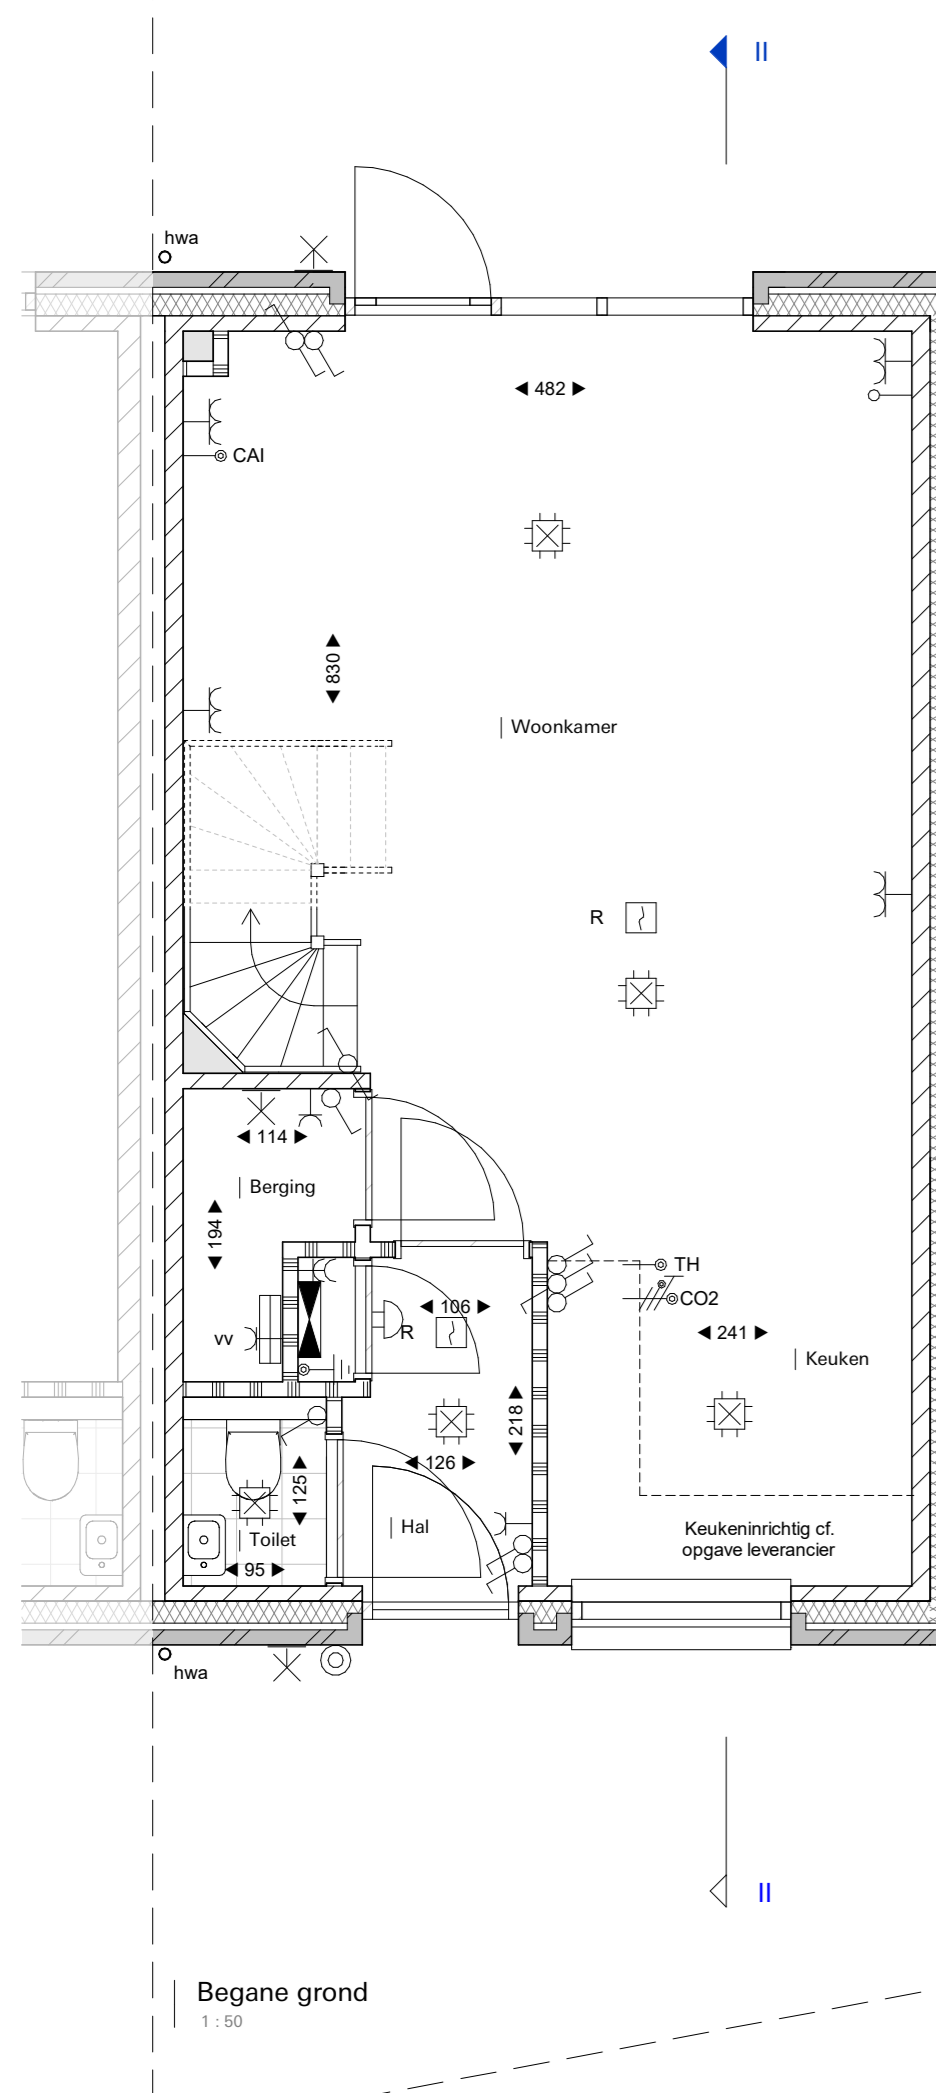 II
hwa
482
CAI
830
Woonkamer
R
114
Berging
194
TH
CO2
106
R
vv
241
Keuken
218
126
125
Hal
Toilet
95
Keukeninrichtig cf.
opgave leverancier
hwa
II
Begane grond
1 : 50